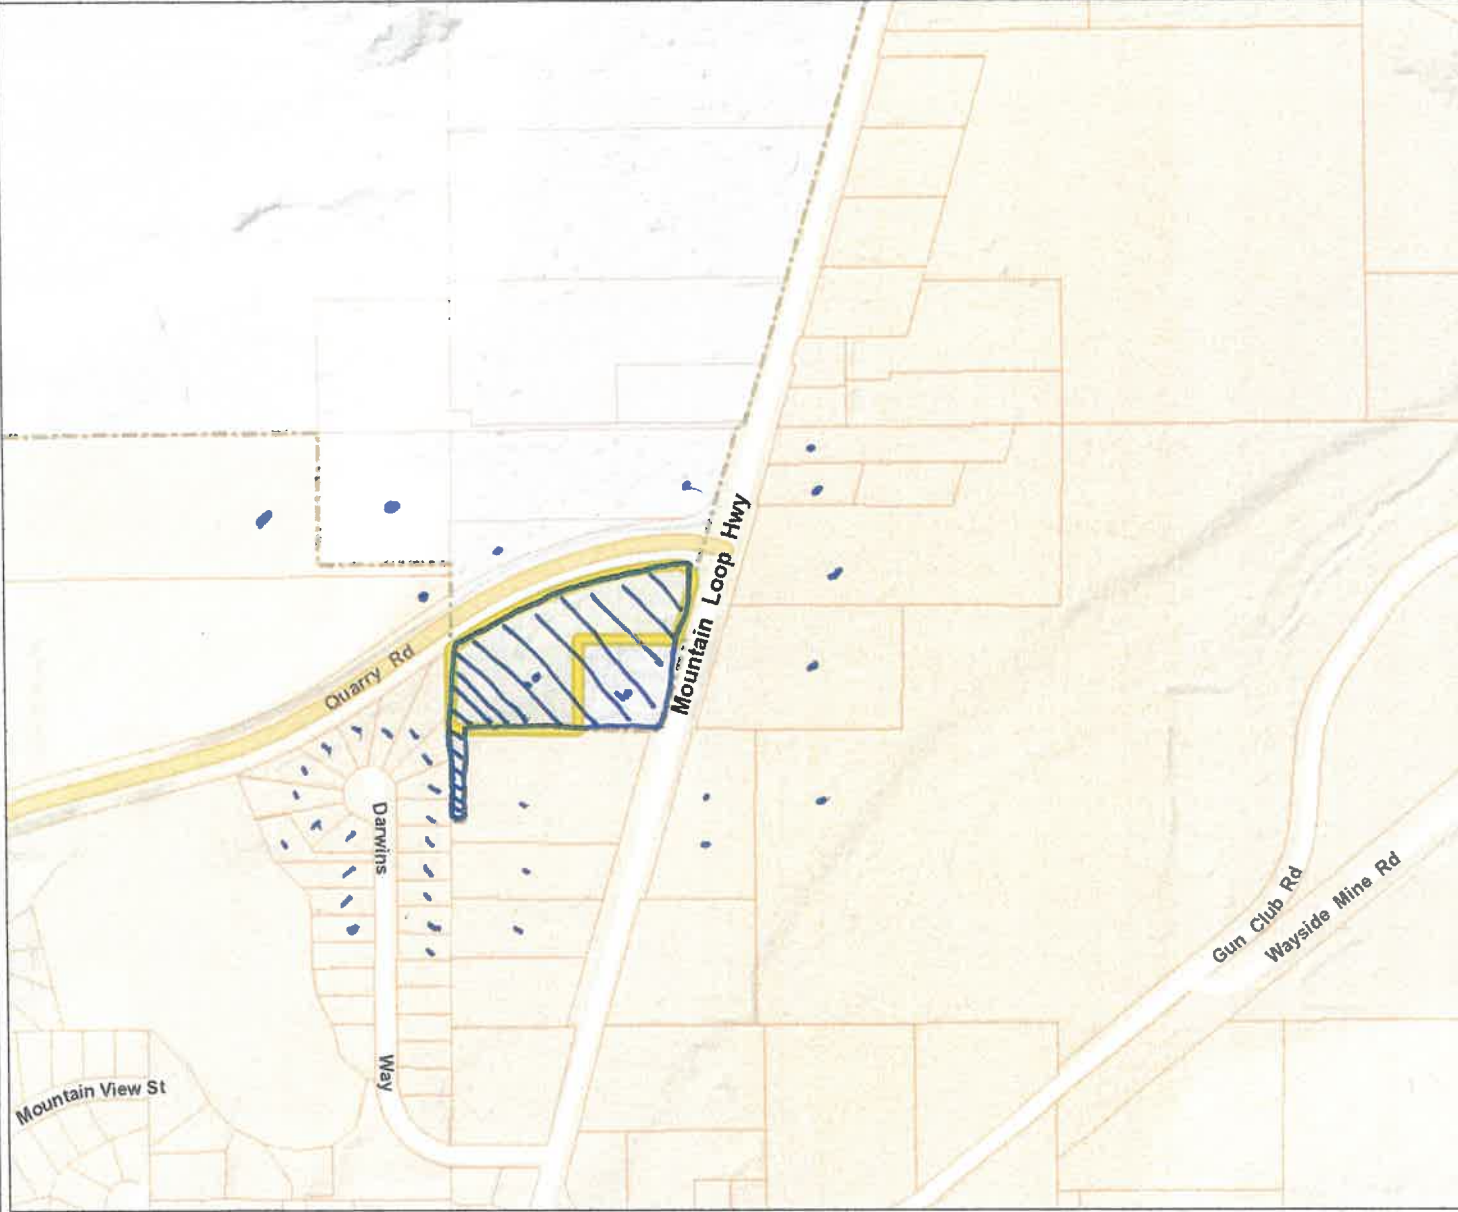 Mountain Loop Hwy
Quarry Rd
Darwins Way
Gun Club Rd
Wayside Mine Rd
Mountain View St